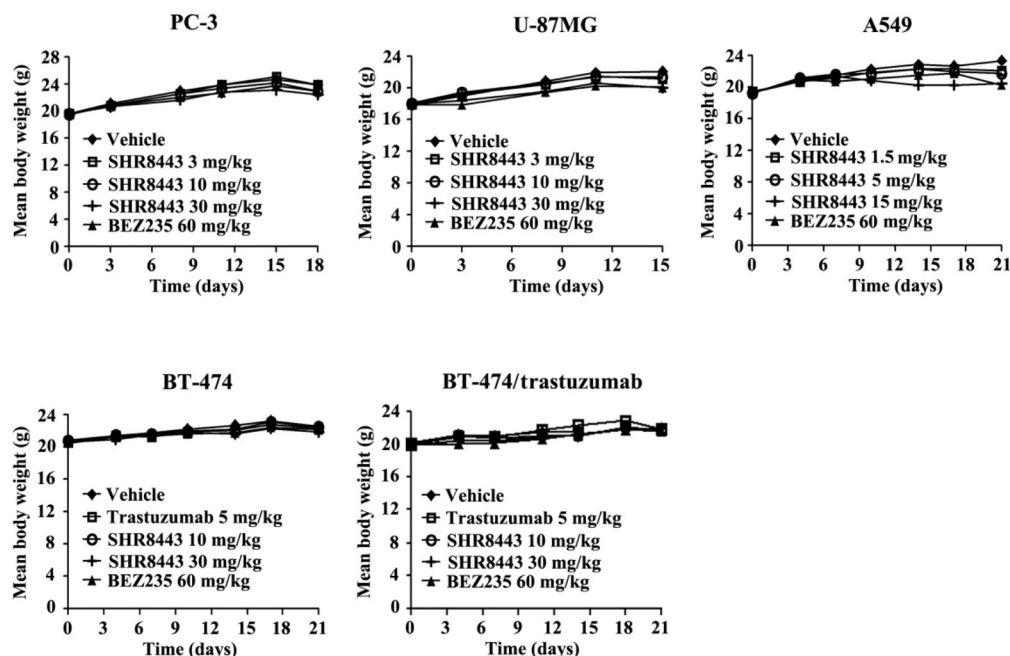 PC-3
Mean body weight (g)
28
24
20
16
12
8
4
0
Vehicle
SHR8443 3 mg/kg
SHR8443 10 mg/kg
SHR8443 30 mg/kg
BEZ235 60 mg/kg
0 3 6 9 12 15 18
Time (days)
U-87MG
Mean body weight (g)
24
20
16
12
8
4
0
Vehicle
SHR8443 3 mg/kg
SHR8443 10 mg/kg
SHR8443 30 mg/kg
BEZ235 60 mg/kg
0 3 6 9 12 15
Time (days)
A549
Mean body weight (g)
24
20
16
12
8
4
0
Vehicle
SHR8443 1.5 mg/kg
SHR8443 5 mg/kg
SHR8443 15 mg/kg
BEZ235 60 mg/kg
0 3 6 9 12 15 18 21
Time (days)
BT-474
Mean body weight (g)
24
20
16
12
8
4
0
Vehicle
Trastuzumab 5 mg/kg
SHR8443 10 mg/kg
SHR8443 30 mg/kg
BEZ235 60 mg/kg
0 3 6 9 12 15 18 21
Time (days)
BT-474/trastuzumab
Mean body weight (g)
24
20
16
12
8
4
0
Vehicle
Trastuzumab 5 mg/kg
SHR8443 10 mg/kg
SHR8443 30 mg/kg
BEZ235 60 mg/kg
0 3 6 9 12 15 18 21
Time (days)